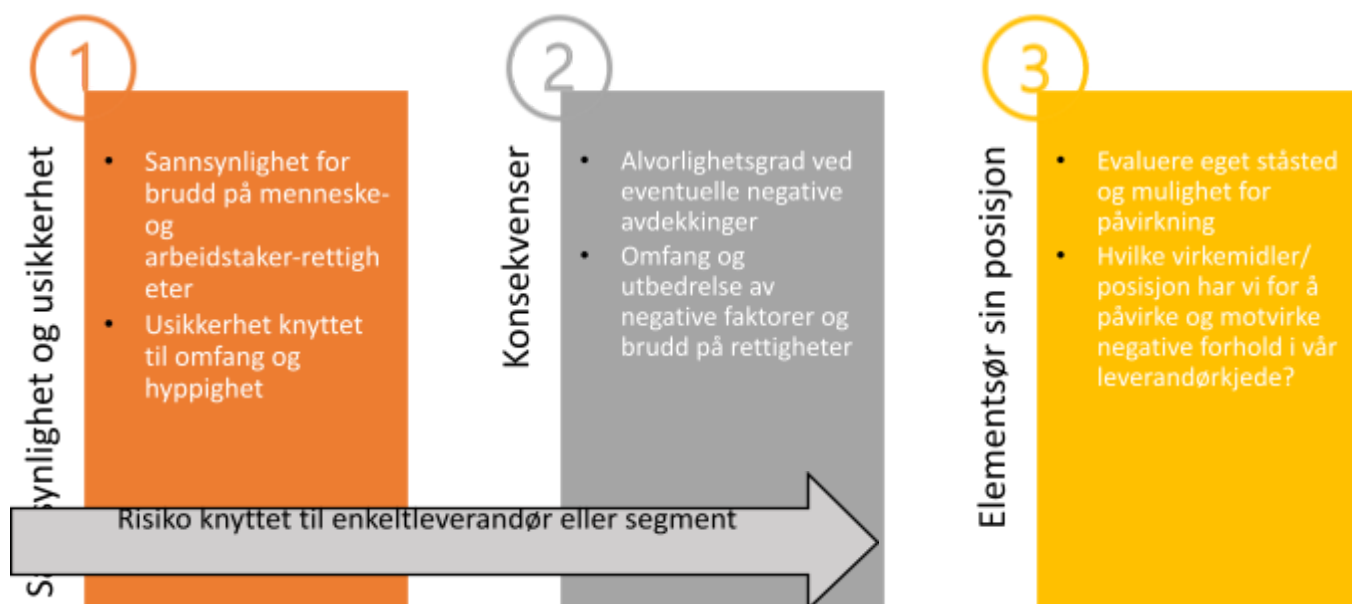 1
Sannsynlighet og usikkerhet
• Sannsynlighet for
brudd på menneske-
og
arbeidstaker-rettigh
eter
• Usikkerhet knyttet
til omfang og
hyppighet
2
Konsekvenser
• Alvorlighetsgrad ved
eventuelle negative
avdekkinger
• Omfang og
utbedrelse av
negative faktorer og
brudd på rettigheter
3
Elementsør sin posisjon
• Evaluere eget ståsted
og mulighet for
påvirkning
• Hvilke virkemidler/
posisjon har vi for å
påvirke og motvirke
negative forhold i vår
leverandørkjede?
Risiko knyttet til enkeltleverandør eller segment